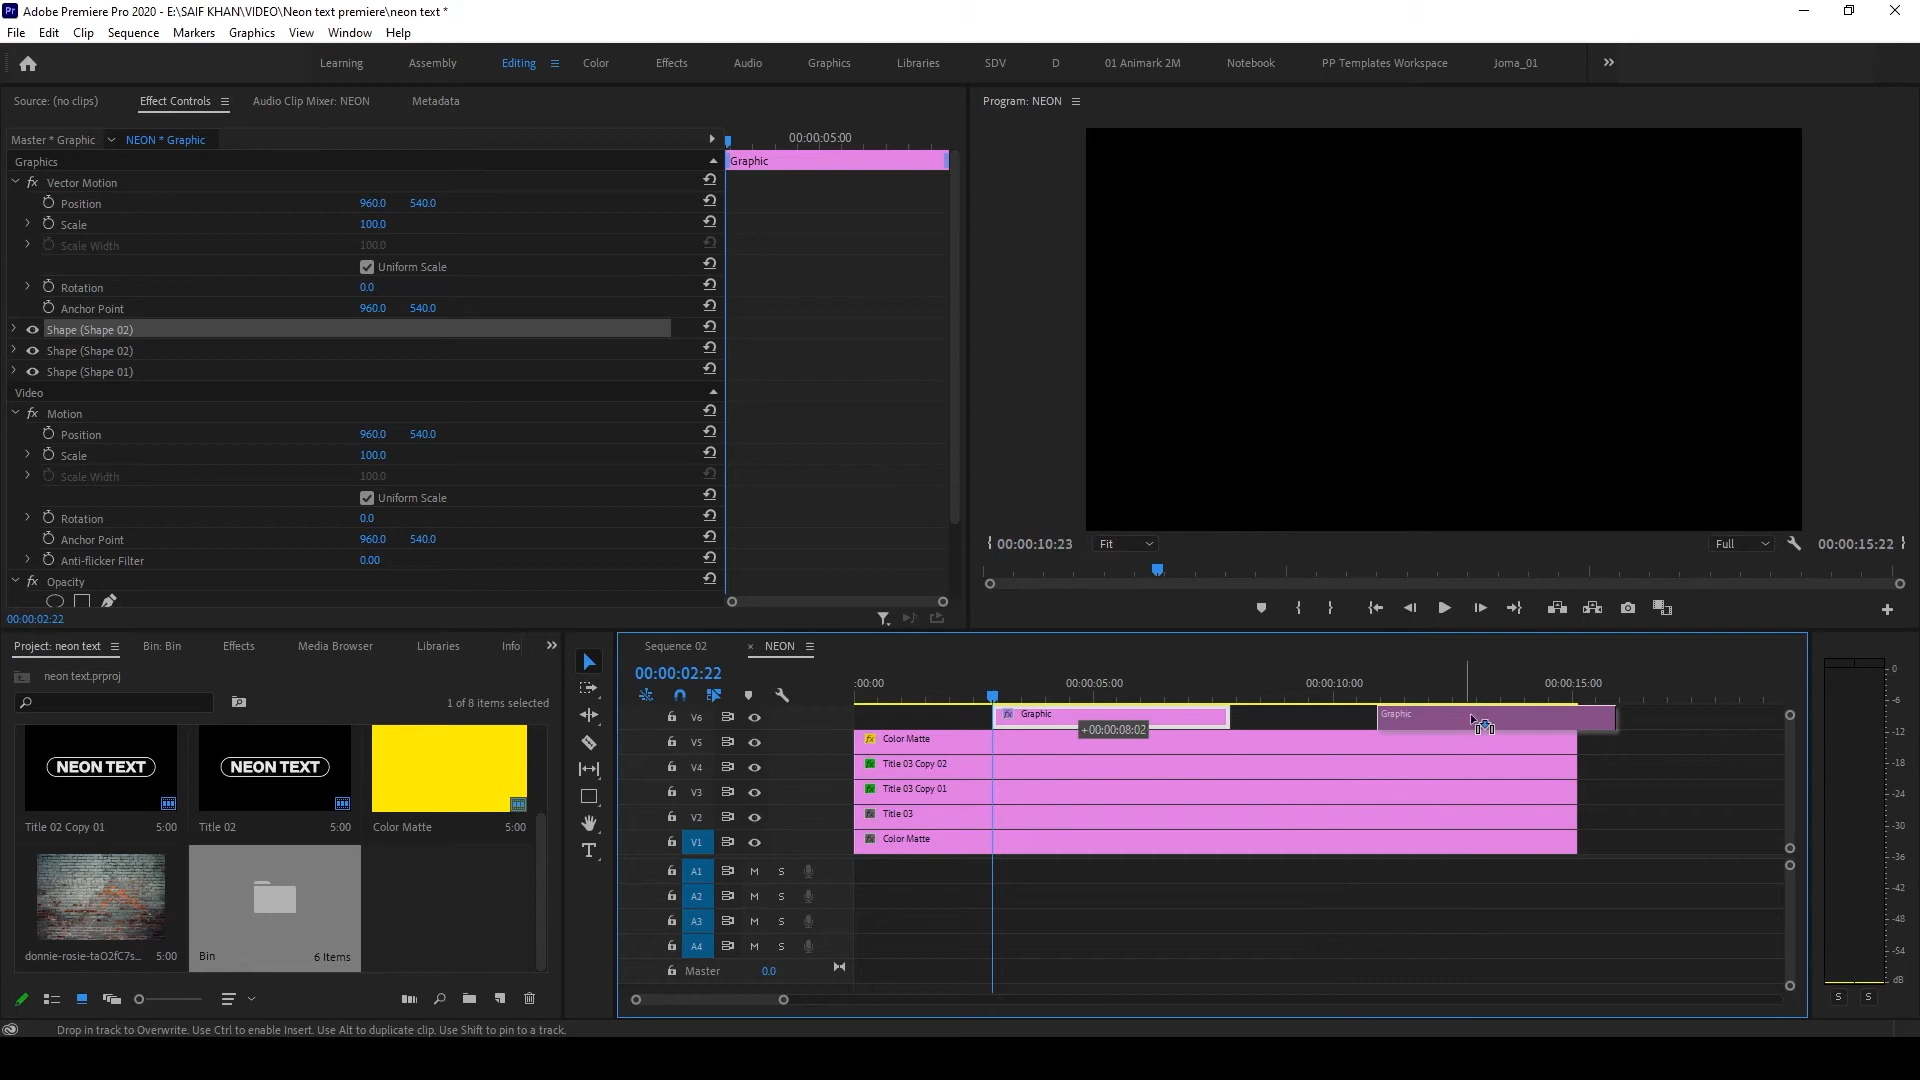 Pr Adobe Premiere Pro 2020 - E:\SAIF KHAN\VIDEO\Neon text premiere\neon text *
File Edit Clip Sequence Markers Graphics View Window Help
Learning Assembly Editing Color Effects Audio Graphics Libraries SDV D 01 Animark 2M Notebook PP Templates Workspace Joma_01
Source: (no clips) Effect Controls Audio Clip Mixer: NEON Metadata
Program: NEON
Master * Graphic NEON * Graphic 00:00:05:00
Graphics Graphic
fx Vector Motion
Position 960.0 540.0
Scale 100.0
Scale Width 100.0
Uniform Scale
Rotation 0.0
Anchor Point 960.0 540.0
Shape (Shape 02)
Shape (Shape 02)
Shape (Shape 01)
Video
fx Motion
Position 960.0 540.0
Scale 100.0
Scale Width 100.0
Uniform Scale
Rotation 0.0
Anchor Point 960.0 540.0
Anti-flicker Filter 0.00
fx Opacity
00:00:02:22
00:00:10:23 Fit Full 00:00:15:22
Project: neon text Bin: Bin Effects Media Browser Libraries Info
neon text.prproj
1 of 8 items selected
NEON TEXT NEON TEXT
Title 02 Copy 01 5:00 Title 02 5:00 Color Matte 5:00
donnie-rosie-taO2fC7s... 5:00 Bin 6 Items
Sequence 02 × NEON
00:00:02:22
:00:00 00:00:05:00 00:00:10:00 00:00:15:00
V6 fx Graphic Graphic
+00:00:08:02
V5 fx Color Matte
V4 fx Title 03 Copy 02
V3 fx Title 03 Copy 01
V2 fx Title 03
V1 fx Color Matte
A1 M S
A2 M S
A3 M S
A4 M S
Master 0.0
0
-6
-12
-18
-24
-30
-36
-42
-48
-54
dB
S S
Drop in track to Overwrite. Use Ctrl to enable Insert. Use Alt to duplicate clip. Use Shift to pin to a track.